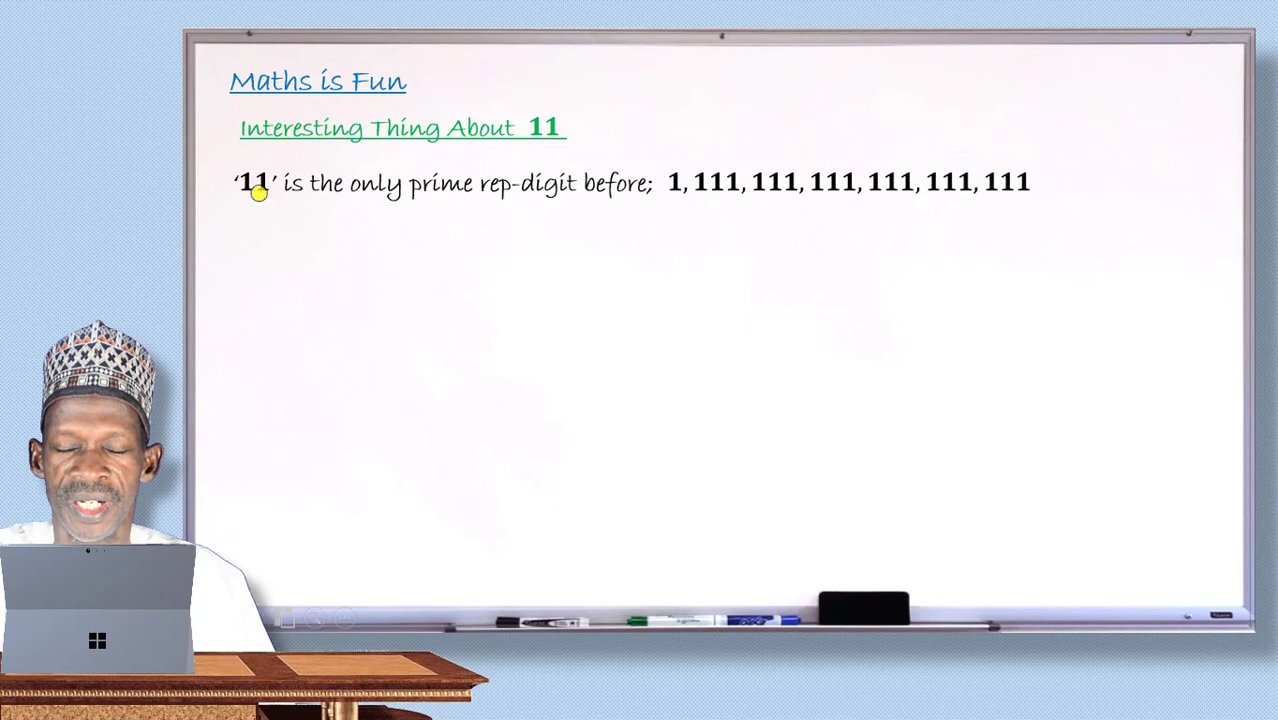 Maths is Fun
Interesting Thing About 11
‘11’ is the only prime rep-digit before; 1, 111, 111, 111, 111, 111, 111